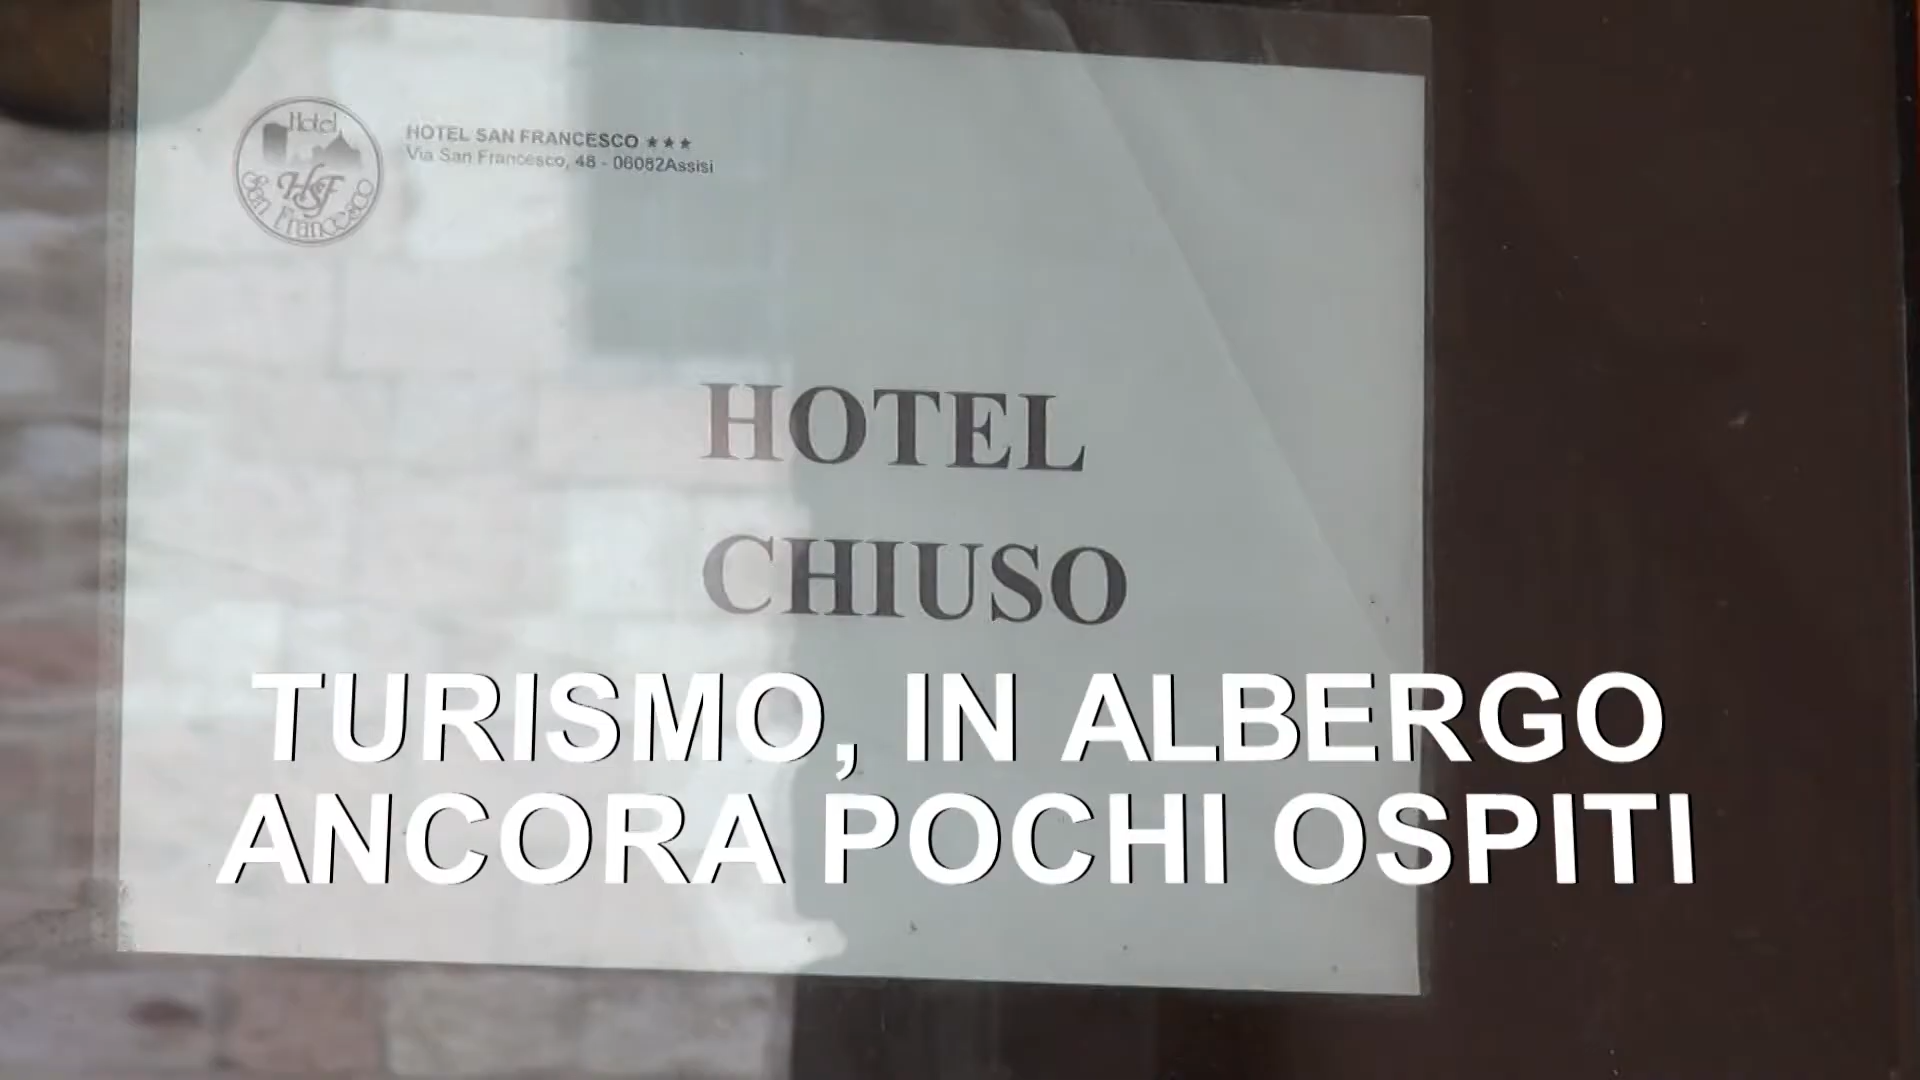 Hotel
HSF
San Francesco
HOTEL SAN FRANCESCO ★★★
Via San Francesco, 48 - 06082Assisi
HOTEL
CHIUSO
TURISMO, IN ALBERGO
ANCORA POCHI OSPITI